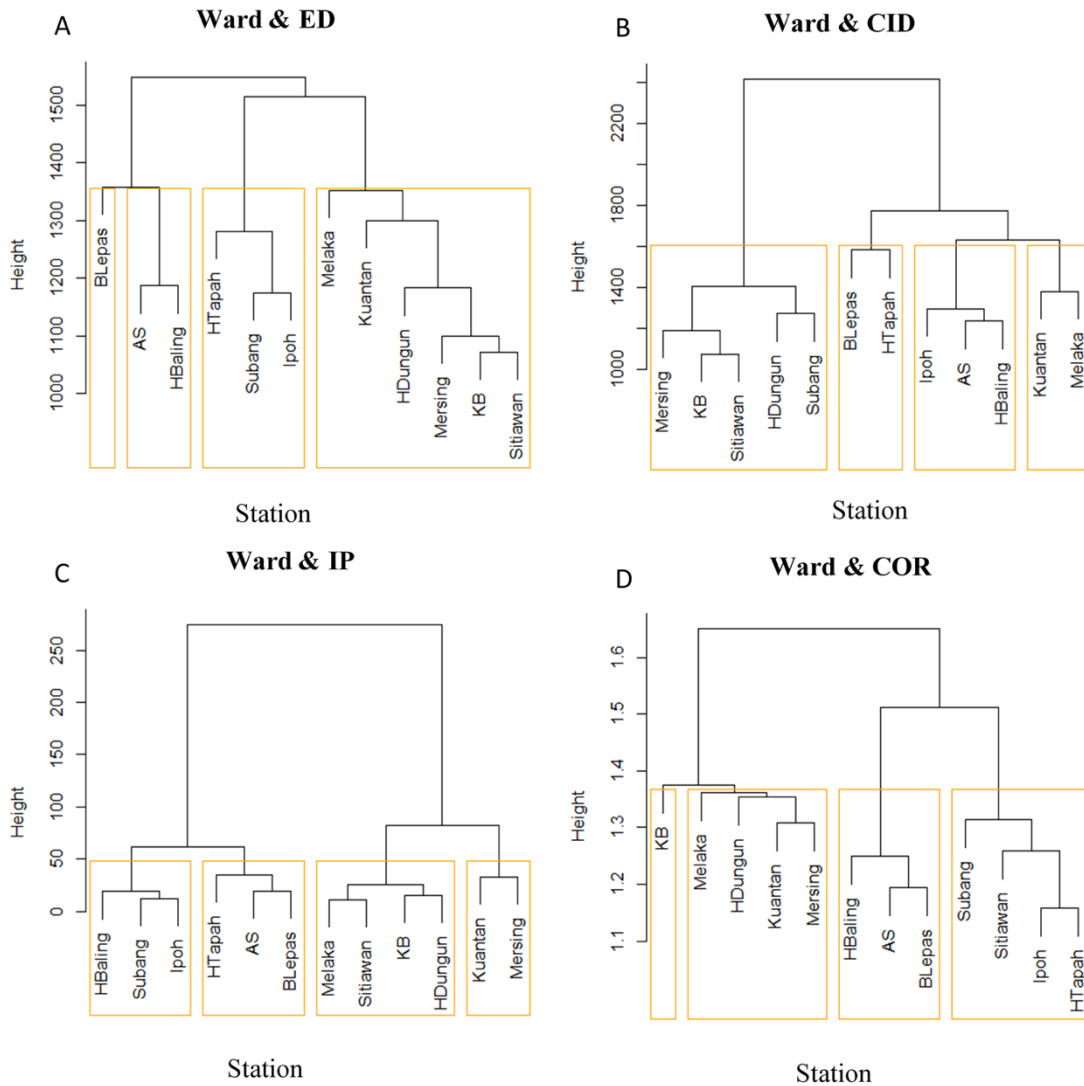 A
Ward & ED
Height
1500
1400
1300
1200
1100
1000
BLepas
AS
HBaling
HTapah
Subang
Ipoh
Melaka
Kuantan
HDungun
Mersing
KB
Sitiawan
Station
B
Ward & CID
Height
2200
1800
1400
1000
Mersing
KB
Sitiawan
HDungun
Subang
BLepas
HTapah
Ipoh
AS
HBaling
Kuantan
Melaka
Station
C
Ward & IP
Height
250
200
150
100
50
0
HBaling
Subang
Ipoh
HTapah
AS
BLepas
Melaka
Sitiawan
KB
HDungun
Kuantan
Mersing
Station
D
Ward & COR
Height
1.6
1.5
1.4
1.3
1.2
1.1
KB
Melaka
HDungun
Kuantan
Mersing
HBaling
AS
BLepas
Subang
Sitiawan
Ipoh
HTapah
Station